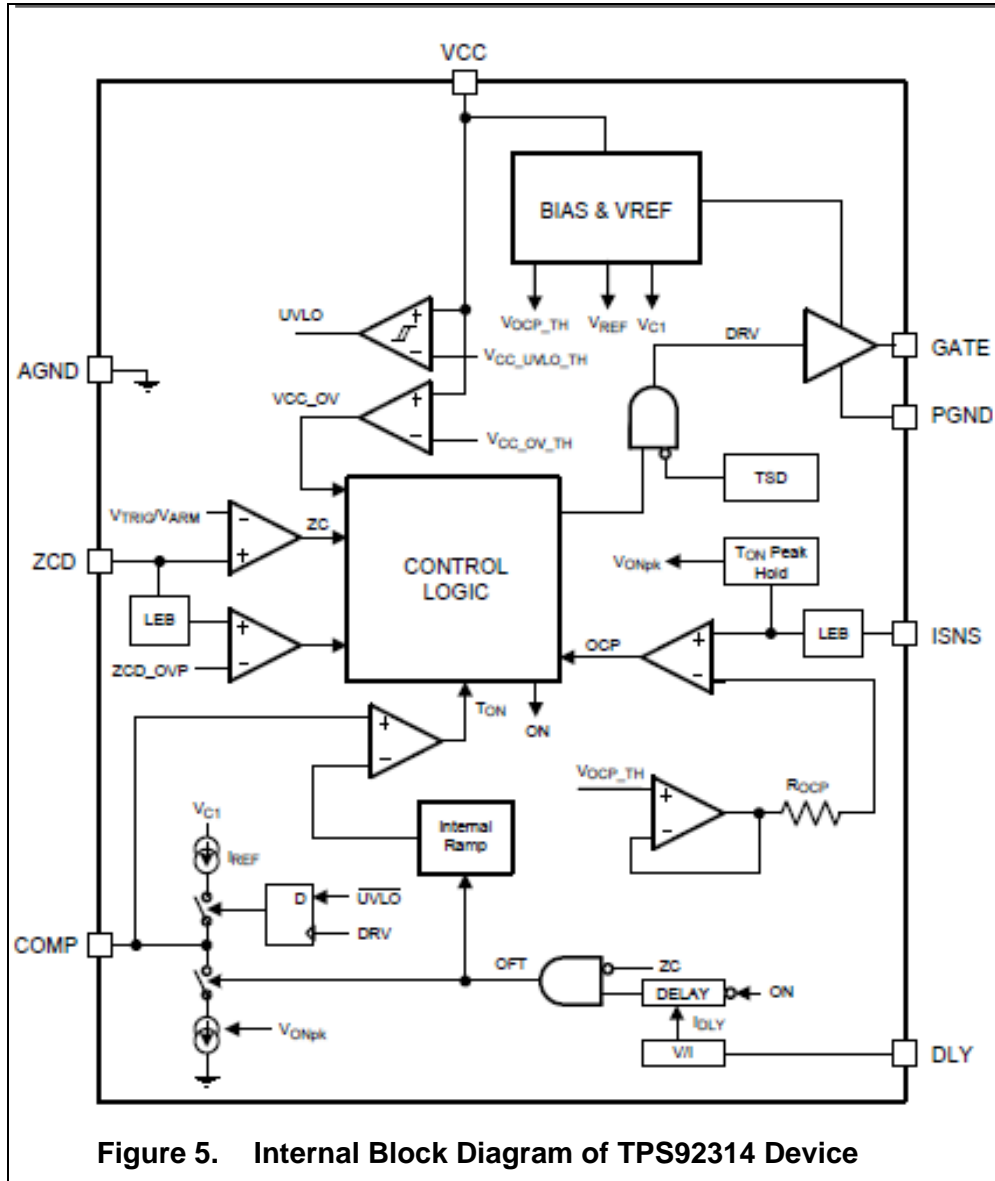 VCC
BIAS & VREF
UVLO
VOCP_TH
VREF
VC1
DRV
GATE
VCC_UVLO_TH
AGND
VCC_OV
PGND
VCC_OV_TH
TSD
VTRIG/VARM
ZC
ZCD
CONTROL
LOGIC
VONpk
TON Peak
Hold
LEB
LEB
ISNS
OCP
ZCD_OVP
TON
ON
VOCP_TH
ROCP
VC1
Internal
Ramp
IREF
D
UVLO
DRV
COMP
OFT
ZC
DELAY
ON
IDLY
VONpk
V/I
DLY
Figure 5. Internal Block Diagram of TPS92314 Device